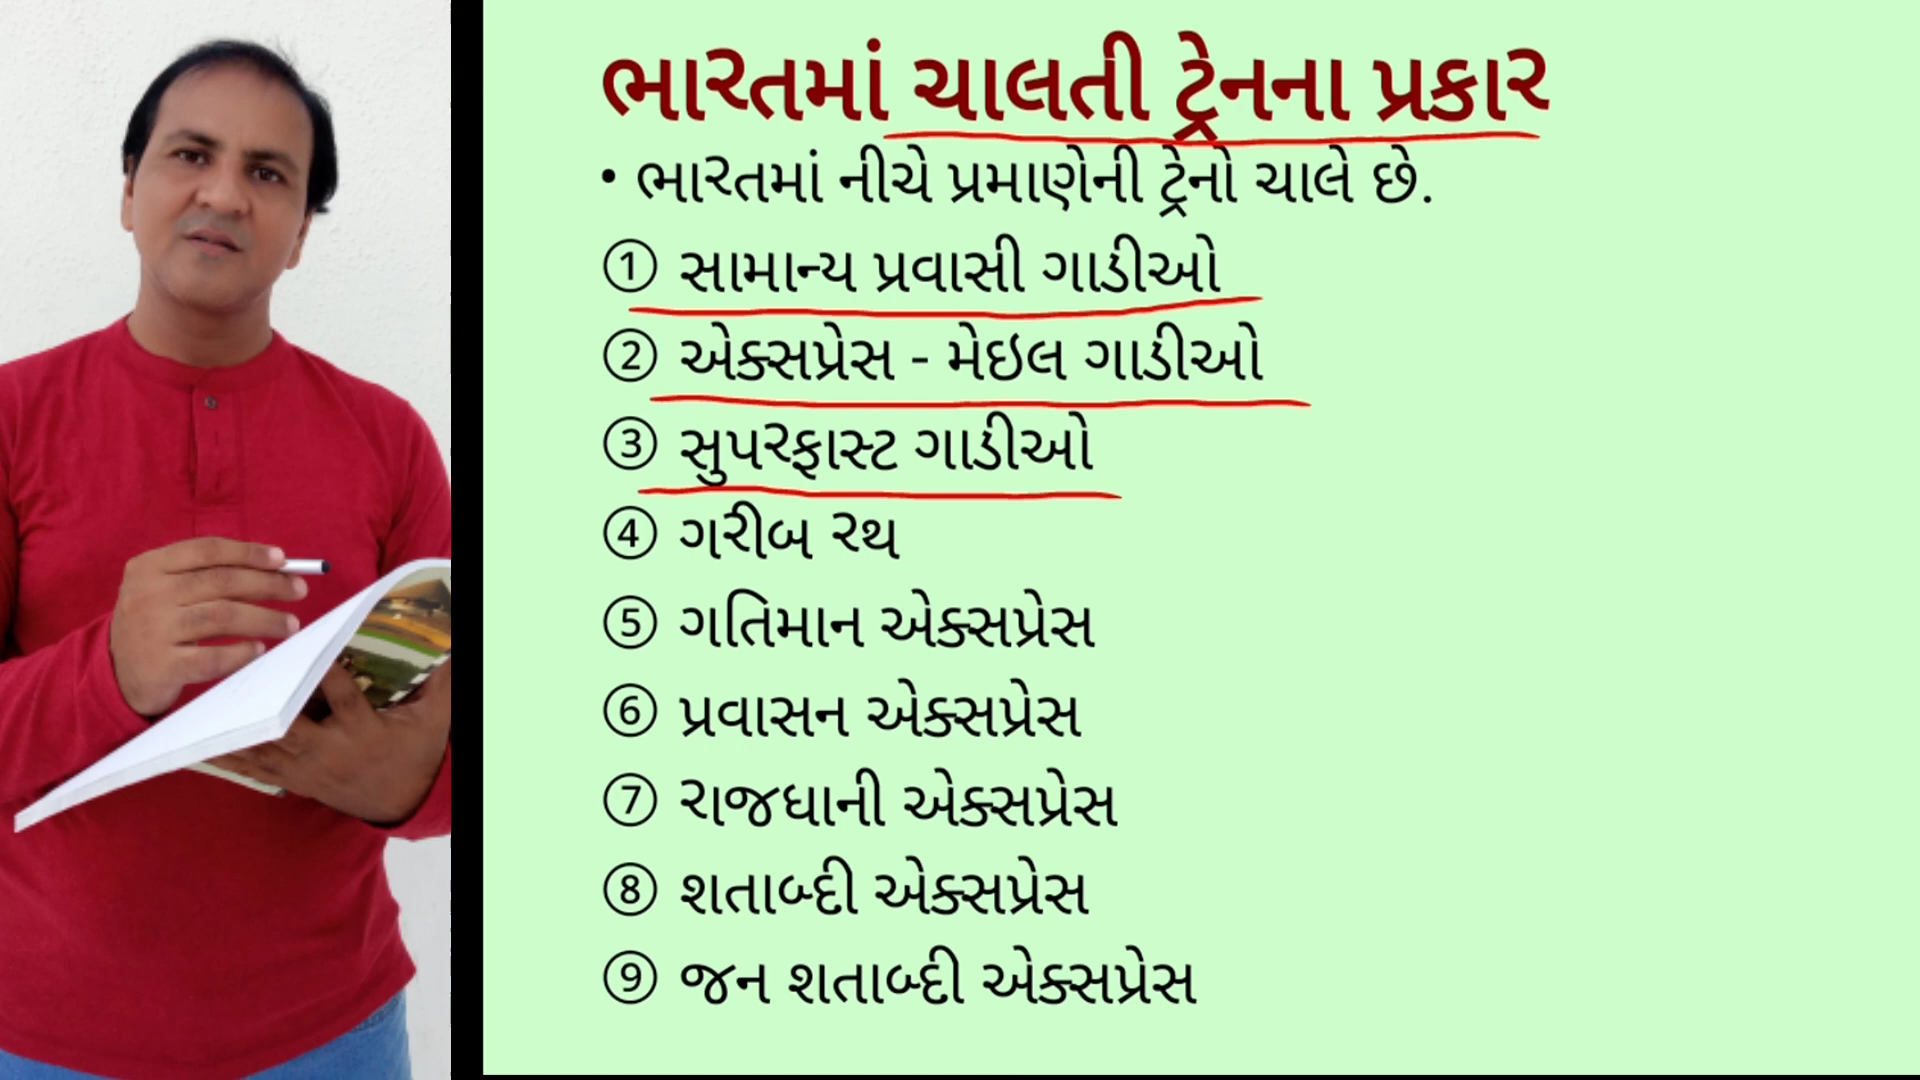 ભારતમાં ચાલતી ટ્રેનના પ્રકાર
• ભારતમાં નીચે પ્રમાણેની ટ્રેનો ચાલે છે.
① સામાન્ય પ્રવાસી ગાડીઓ
② એક્સપ્રેસ - મેઇલ ગાડીઓ
③ સુપરફાસ્ટ ગાડીઓ
④ ગરીબ રથ
⑤ ગતિમાન એક્સપ્રેસ
⑥ પ્રવાસન એક્સપ્રેસ
⑦ રાજધાની એક્સપ્રેસ
⑧ શતાબ્દી એક્સપ્રેસ
⑨ જન શતાબ્દી એક્સપ્રેસ